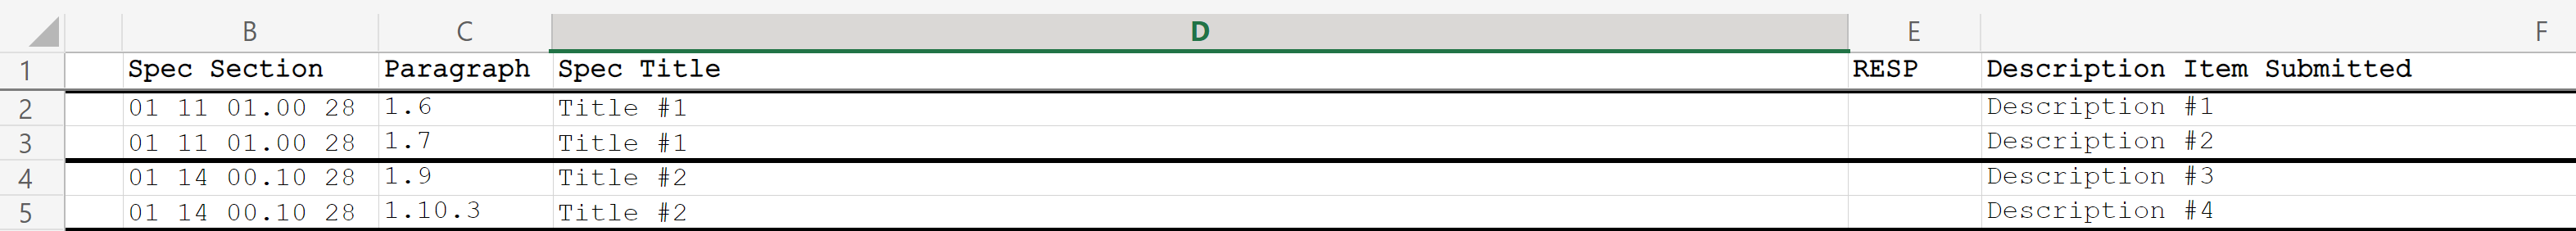 B C D E F
1 Spec Section Paragraph Spec Title RESP Description Item Submitted
2 01 11 01.00 28 1.6 Title #1 Description #1
3 01 11 01.00 28 1.7 Title #1 Description #2
4 01 14 00.10 28 1.9 Title #2 Description #3
5 01 14 00.10 28 1.10.3 Title #2 Description #4